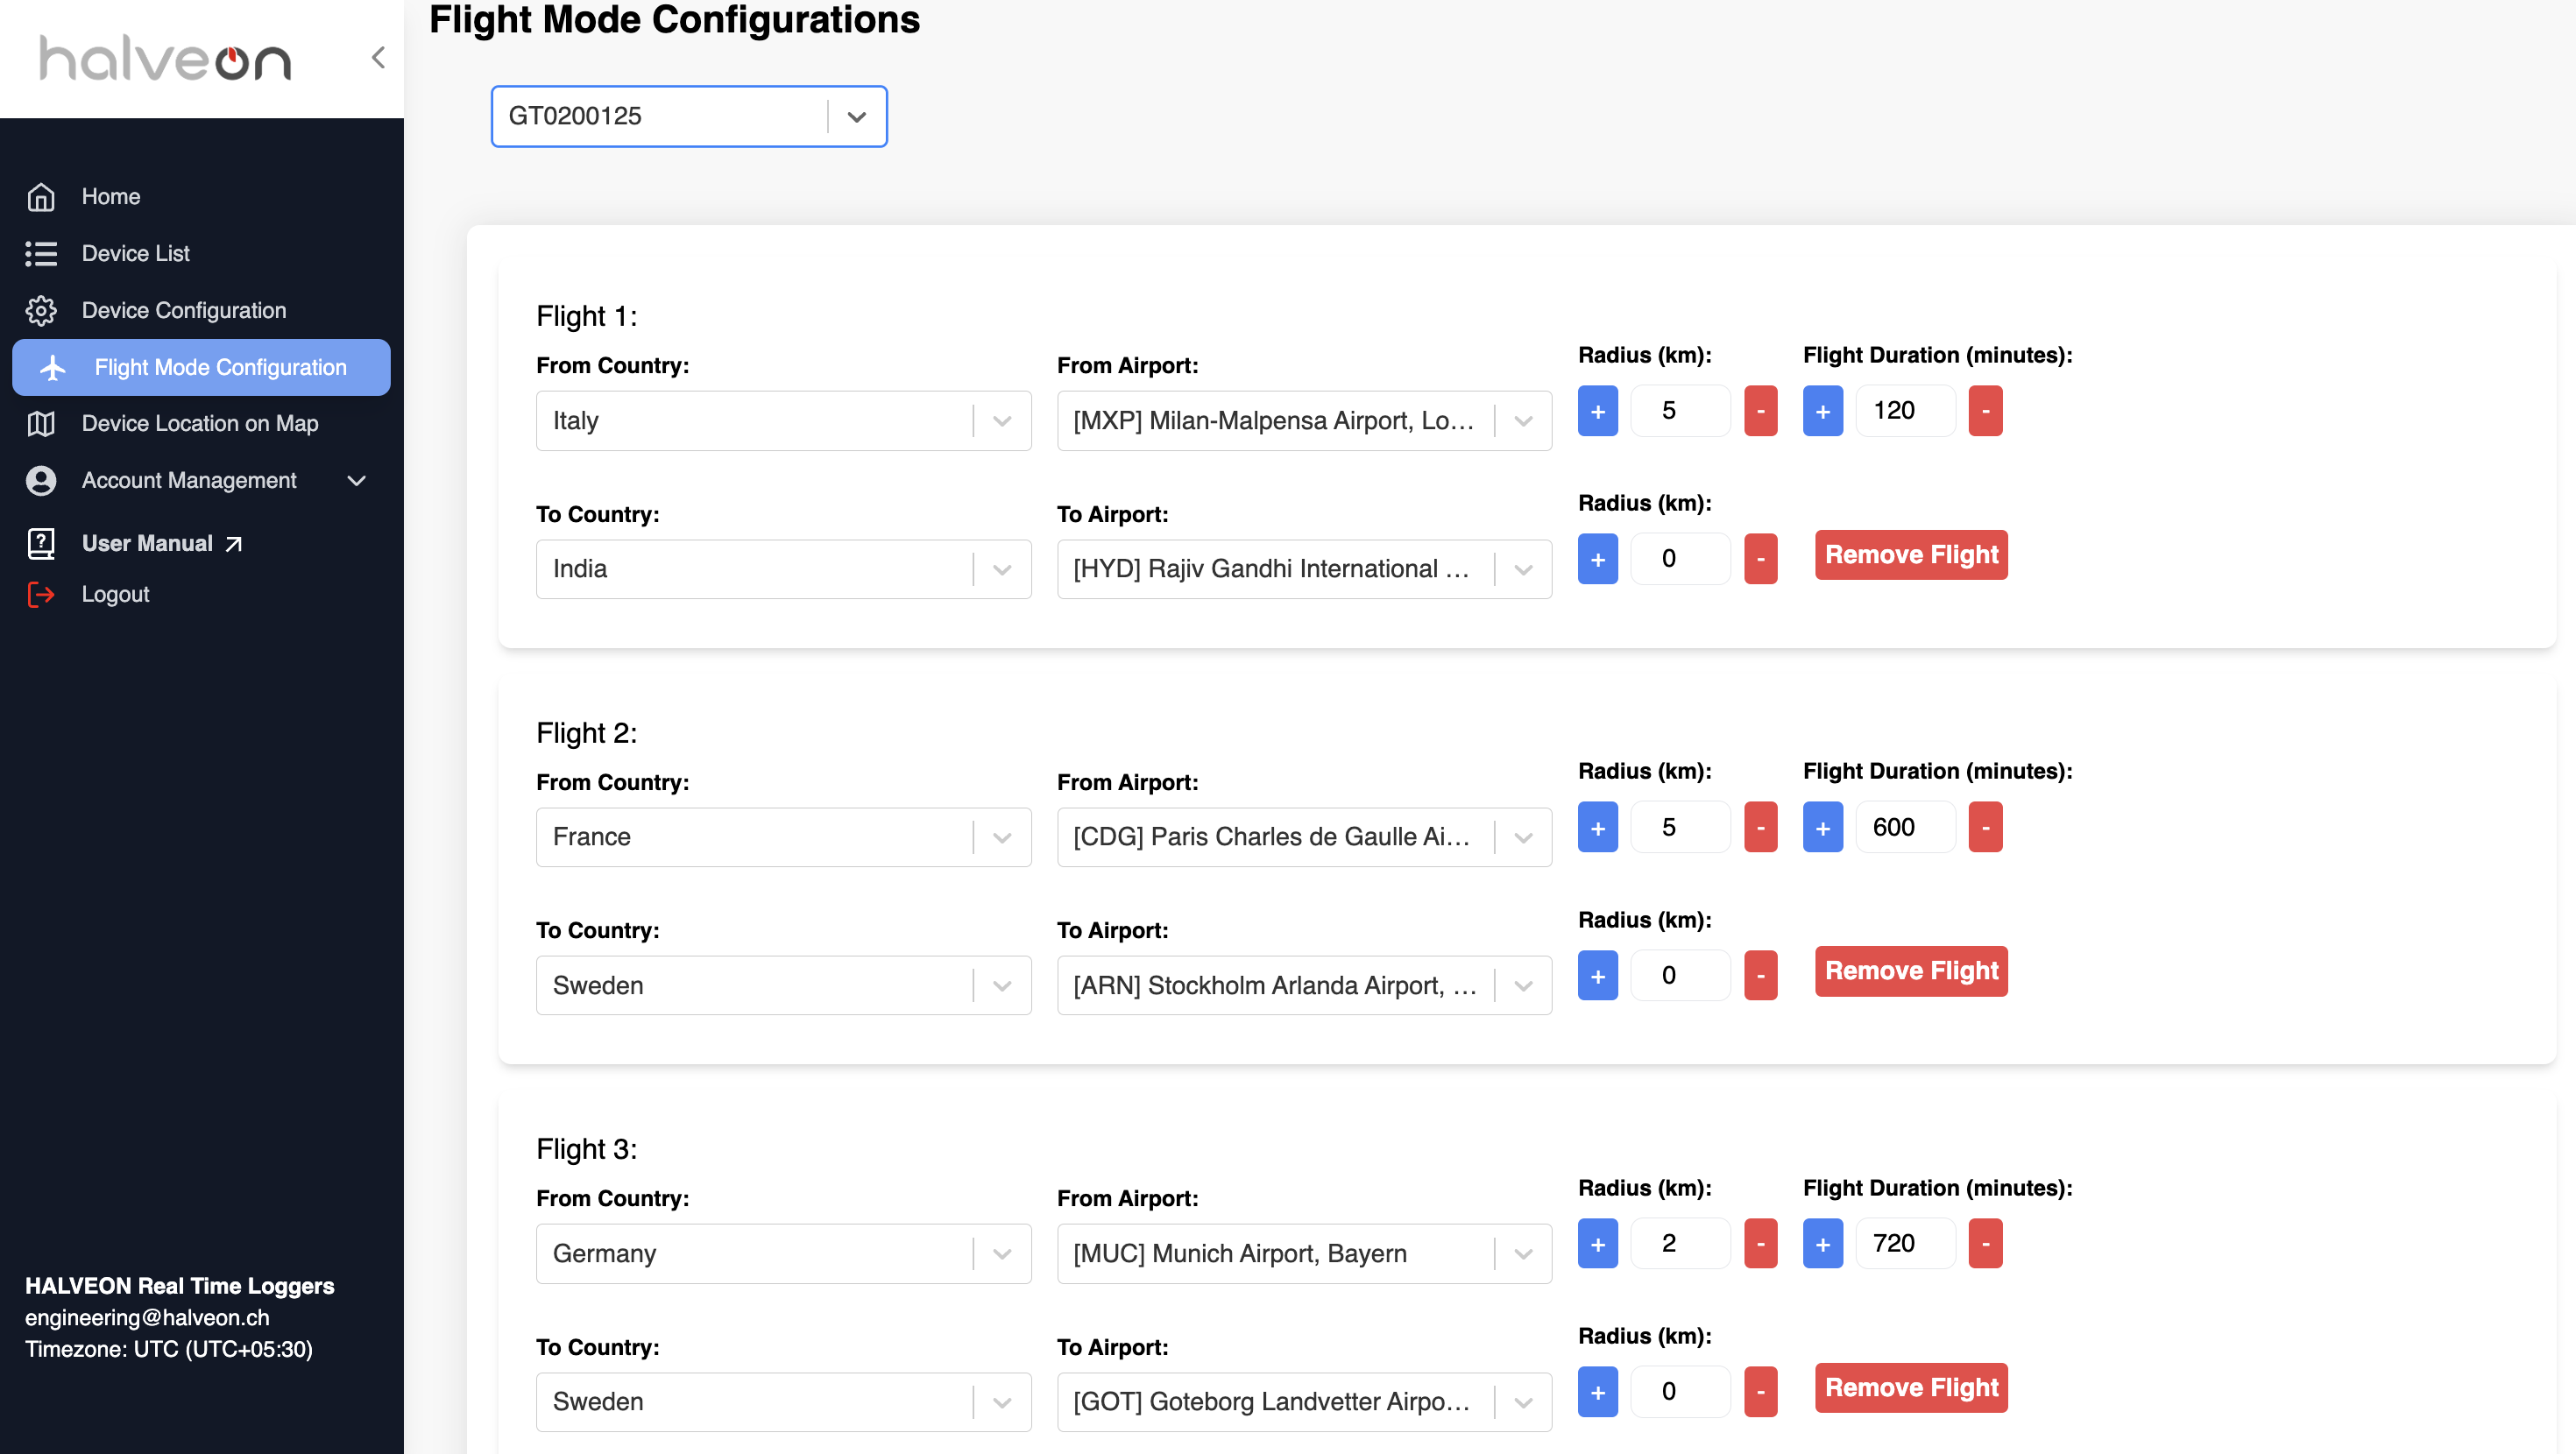 halveon
Flight Mode Configurations
GT0200125
Home
Device List
Device Configuration
Flight Mode Configuration
Device Location on Map
Account Management
User Manual
Logout
HALVEON Real Time Loggers
engineering@halveon.ch
Timezone: UTC (UTC+05:30)
Flight 1:
From Country:
Italy
From Airport:
[MXP] Milan-Malpensa Airport, Lo...
Radius (km):
+ 5 -
Flight Duration (minutes):
+ 120 -
To Country:
India
To Airport:
[HYD] Rajiv Gandhi International ...
Radius (km):
+ 0 -
Remove Flight
Flight 2:
From Country:
France
From Airport:
[CDG] Paris Charles de Gaulle Ai...
Radius (km):
+ 5 -
Flight Duration (minutes):
+ 600 -
To Country:
Sweden
To Airport:
[ARN] Stockholm Arlanda Airport, ...
Radius (km):
+ 0 -
Remove Flight
Flight 3:
From Country:
Germany
From Airport:
[MUC] Munich Airport, Bayern
Radius (km):
+ 2 -
Flight Duration (minutes):
+ 720 -
To Country:
Sweden
To Airport:
[GOT] Goteborg Landvetter Airpo...
Radius (km):
+ 0 -
Remove Flight